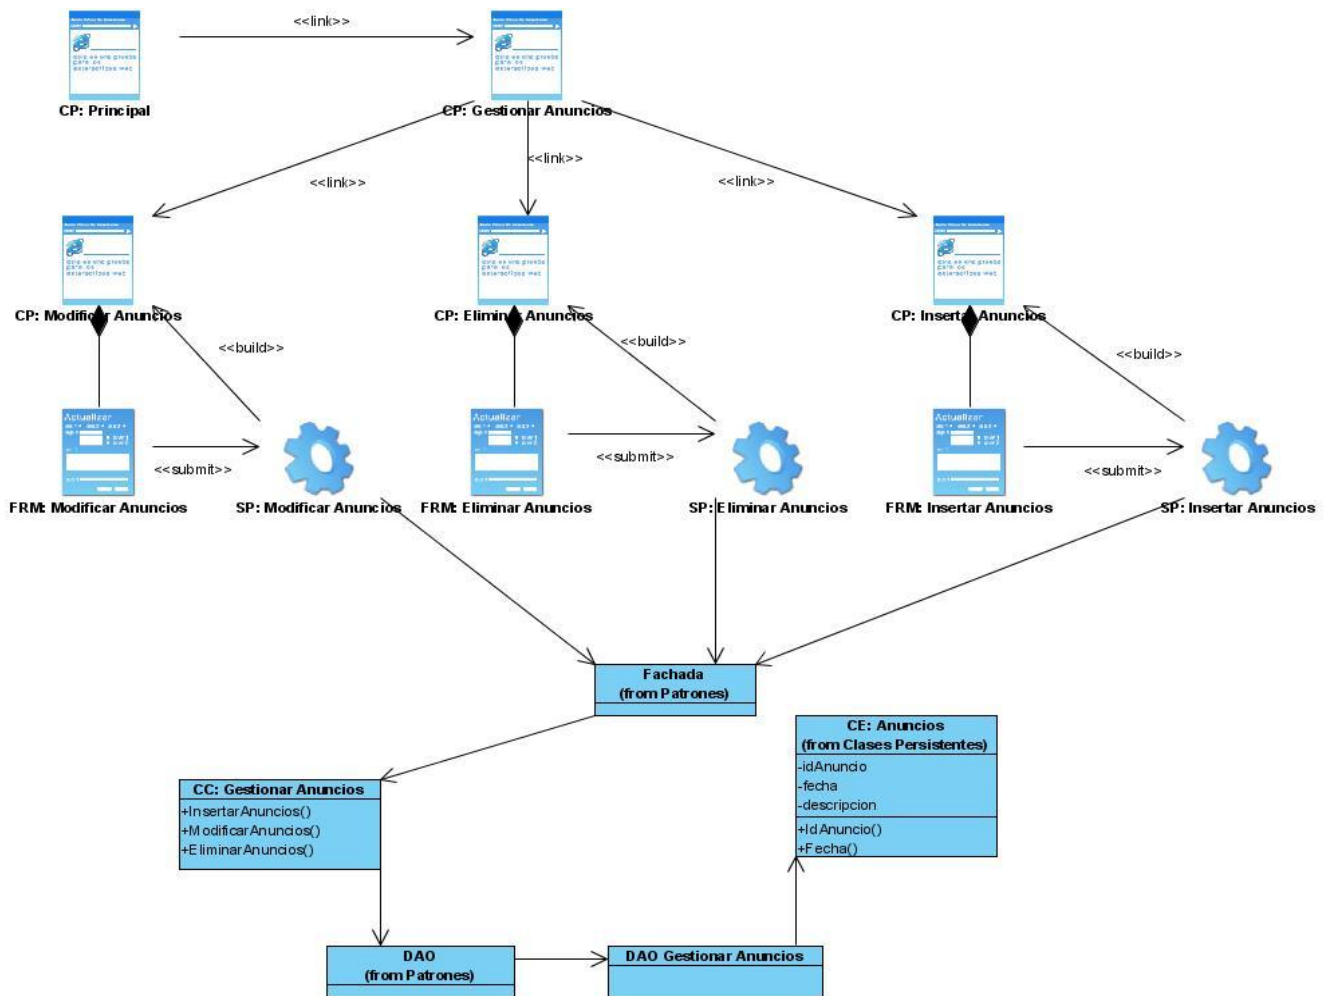 <<link>>
CP: Principal
CP: Gestionar Anuncios
<<link>>
<<link>>
<<link>>
CP: Modificar Anuncios
CP: Eliminar Anuncios
CP: Insertar Anuncios
<<build>>
<<build>>
<<build>>
Actualizar
Actualizar
Actualizar
<<submit>>
<<submit>>
<<submit>>
FRM: Modificar Anuncios
SP: Modificar Anuncios
FRM: Eliminar Anuncios
SP: Eliminar Anuncios
FRM: Insertar Anuncios
SP: Insertar Anuncios
Fachada
(from Patrones)
CE: Anuncios
(from Clases Persistentes)
-idAnuncio
-fecha
-descripcion
+IdAnuncio()
+Fecha()
CC: Gestionar Anuncios
+InsertarAnuncios()
+ModificarAnuncios()
+EliminarAnuncios()
DAO
(from Patrones)
DAO Gestionar Anuncios